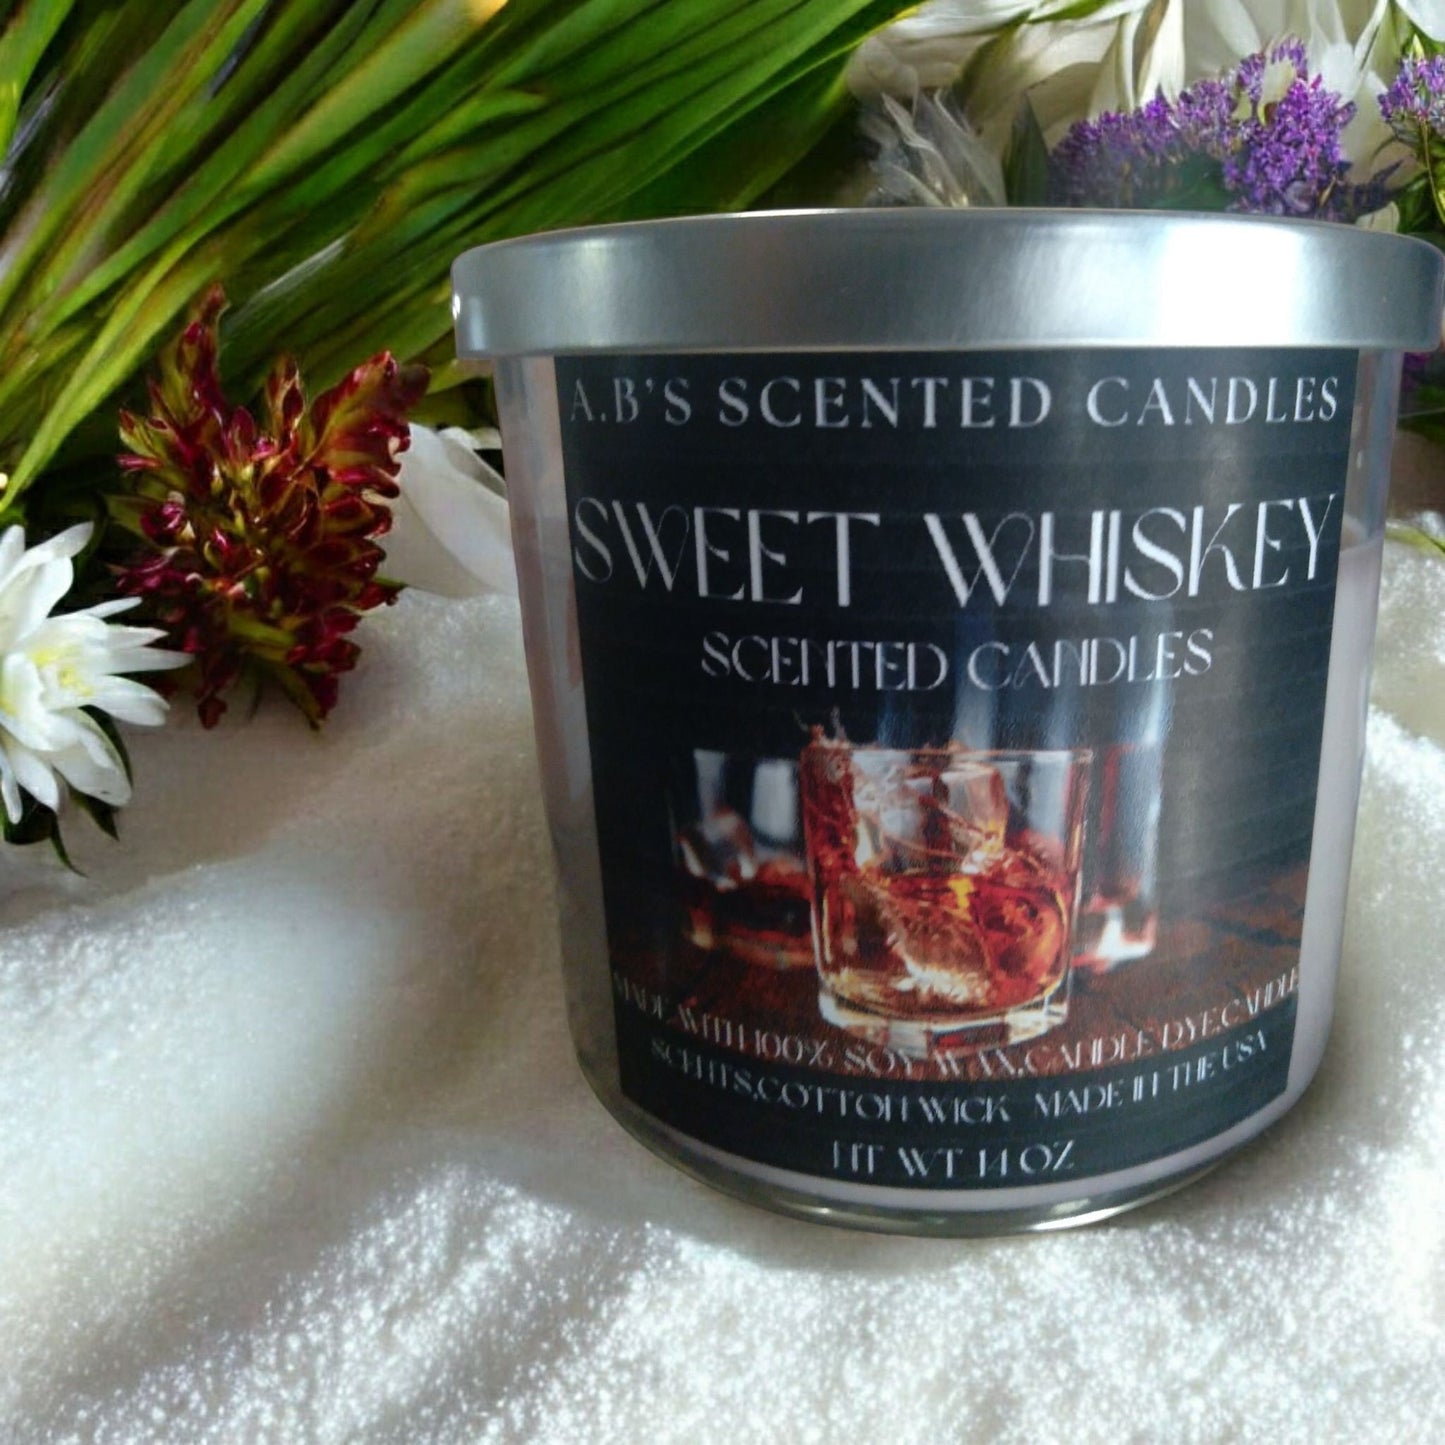 A.B'S SCENTED CANDLES
SWEET WHISKEY
SCENTED CANDLES
MADE WITH 100% SOY WAX,CANDLE DYE,CANDLE
SCENTS,COTTON WICK MADE IN THE USA
NT WT 14 OZ